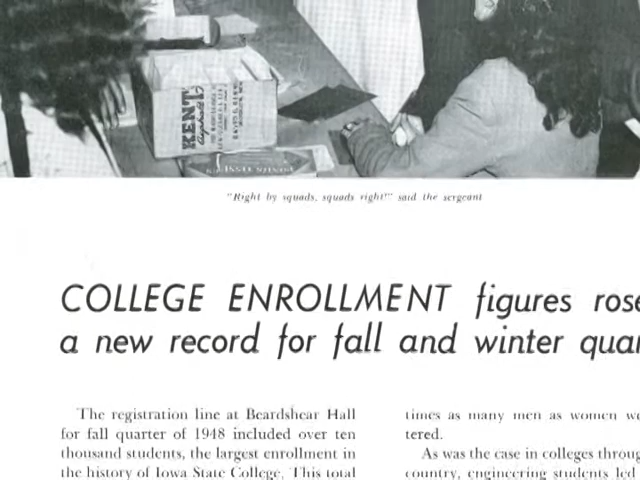 KENT
"Right by squads, squads right!" said the sergeant
COLLEGE ENROLLMENT figures rose
a new record for fall and winter quar
The registration line at Beardshear Hall
for fall quarter of 1948 included over ten
thousand students, the largest enrollment in
the history of Iowa State College. This total
times as many men as women we
tered.
As was the case in colleges throug
country, engineering students led